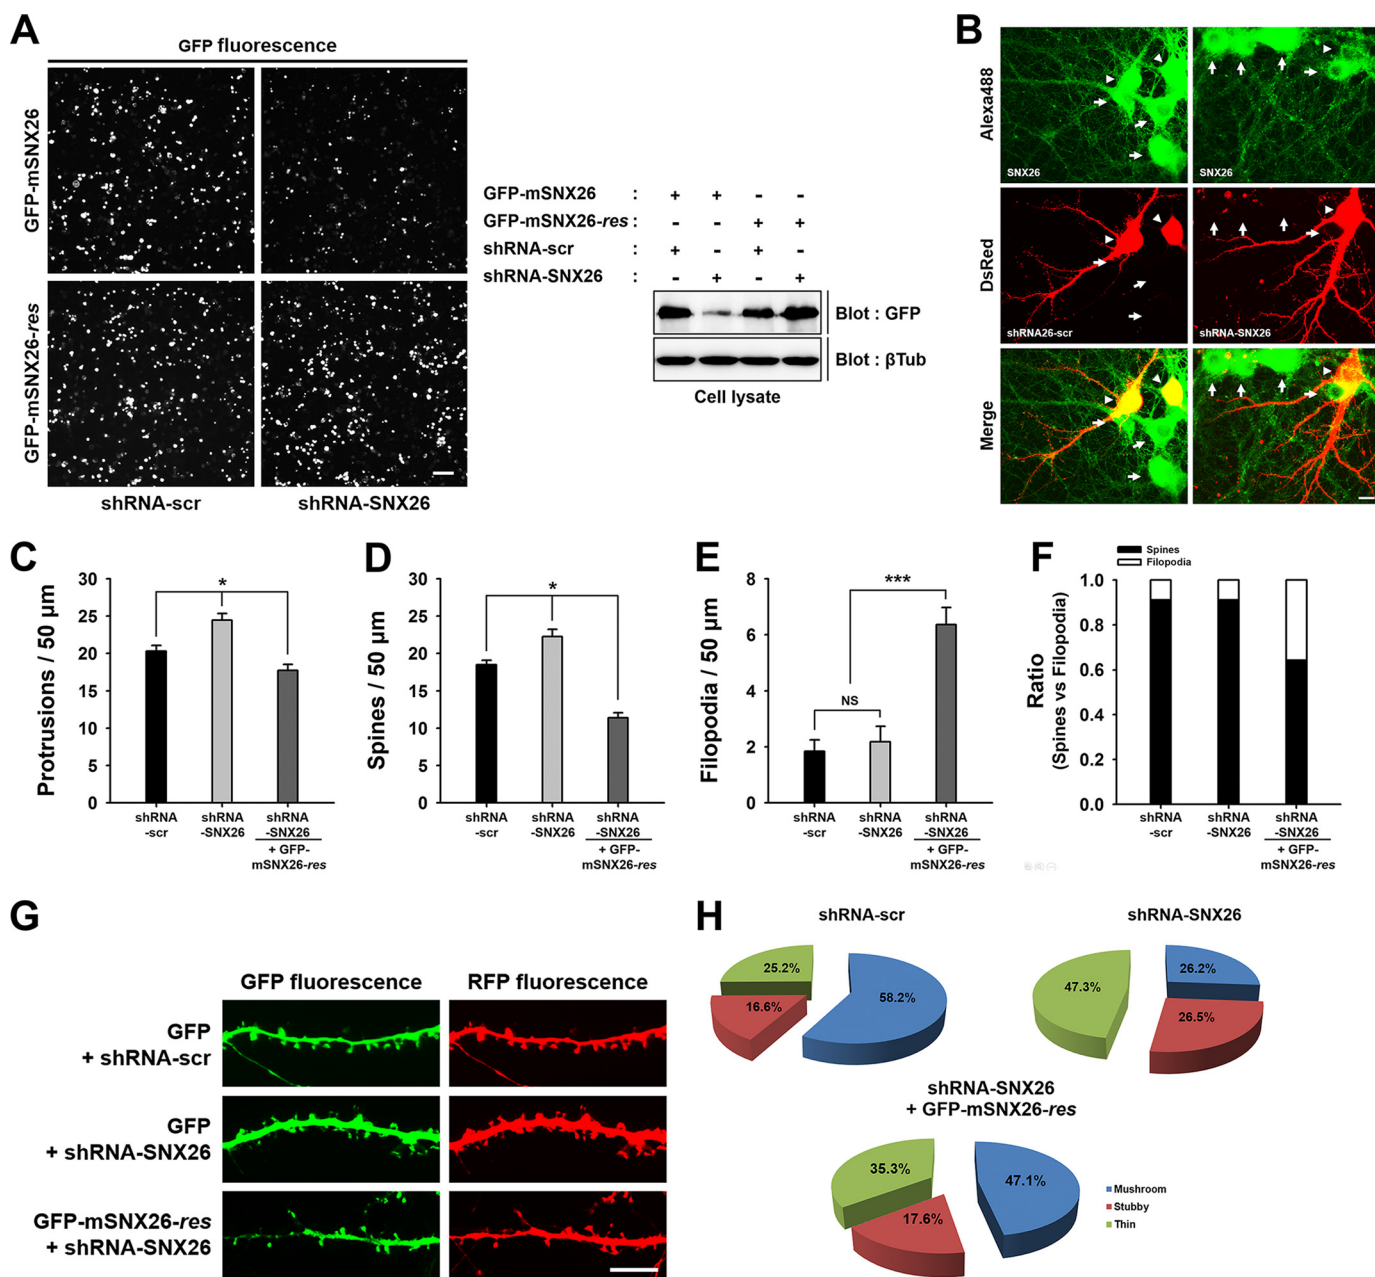 A
GFP fluorescence
GFP-mSNX26
GFP-mSNX26-res
shRNA-scr shRNA-SNX26
GFP-mSNX26 : + + - -
GFP-mSNX26-res : - - + +
shRNA-scr : + - + -
shRNA-SNX26 : - + - +
Blot : GFP
Blot : βTub
Cell lysate
B
Alexa488
SNX26 SNX26
DsRed
shRNA26-scr shRNA-SNX26
Merge
C
Protrusions / 50 µm
30
25
20
15
10
5
0
*
shRNA -scr
shRNA -SNX26
shRNA -SNX26
+ GFP-mSNX26-res
D
Spines / 50 µm
30
25
20
15
10
5
0
*
shRNA -scr
shRNA -SNX26
shRNA -SNX26
+ GFP-mSNX26-res
E
Filopodia / 50 µm
8
6
4
2
0
***
NS
shRNA -scr
shRNA -SNX26
shRNA -SNX26
+ GFP-mSNX26-res
F
Spines
Filopodia
Ratio
(Spines vs Filopodia)
1.0
0.8
0.6
0.4
0.2
0.0
shRNA -scr
shRNA -SNX26
shRNA -SNX26
+ GFP-mSNX26-res
G
GFP fluorescence RFP fluorescence
GFP
+ shRNA-scr
GFP
+ shRNA-SNX26
GFP-mSNX26-res
+ shRNA-SNX26
H
shRNA-scr
25.2%
58.2%
16.6%
shRNA-SNX26
26.2%
47.3%
26.5%
shRNA-SNX26
+ GFP-mSNX26-res
35.3%
47.1%
17.6%
Mushroom
Stubby
Thin